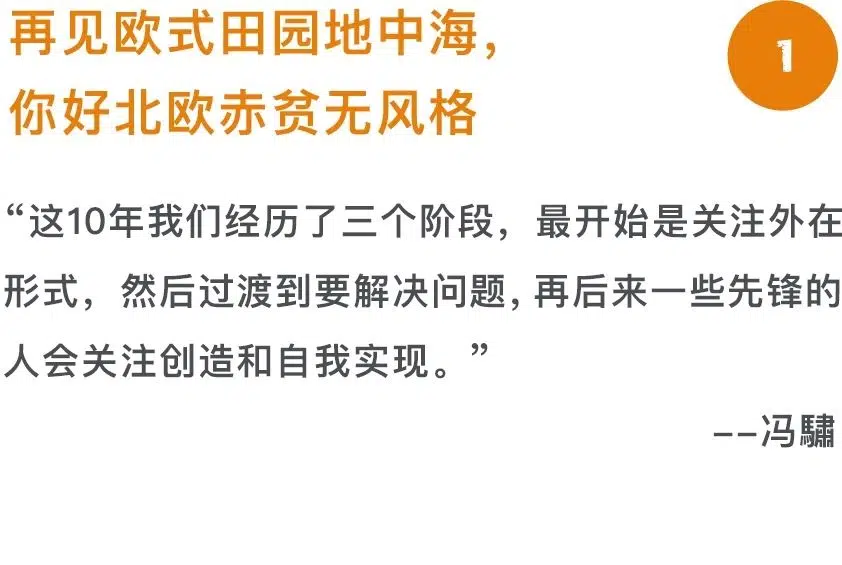 再见欧式田园地中海，
1
你好北欧赤贫无风格
“这10年我们经历了三个阶段，最开始是关注外在
形式，然后过渡到要解决问题，再后来一些先锋的
人会关注创造和自我实现。”
--冯驌